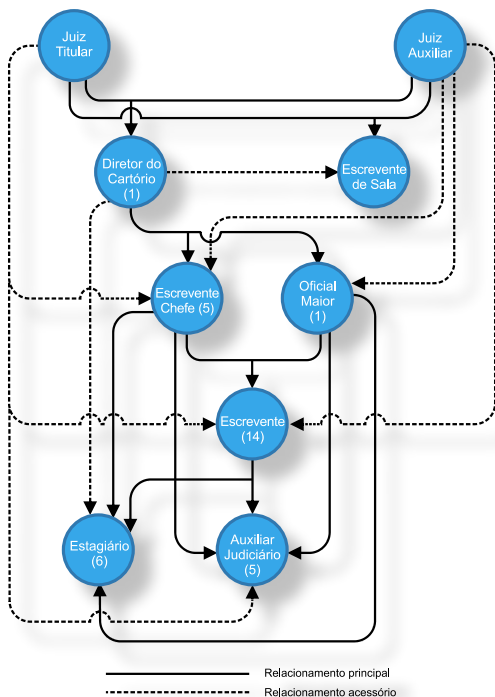 Juiz
Titular
Juiz
Auxiliar
Diretor do
Cartório
(1)
Escrevente
de Sala
Escrevente
Chefe (5)
Oficial
Maior
(1)
Escrevente
(14)
Estagiário
(6)
Auxiliar
Judiciário
(5)
Relacionamento principal
Relacionamento acessório